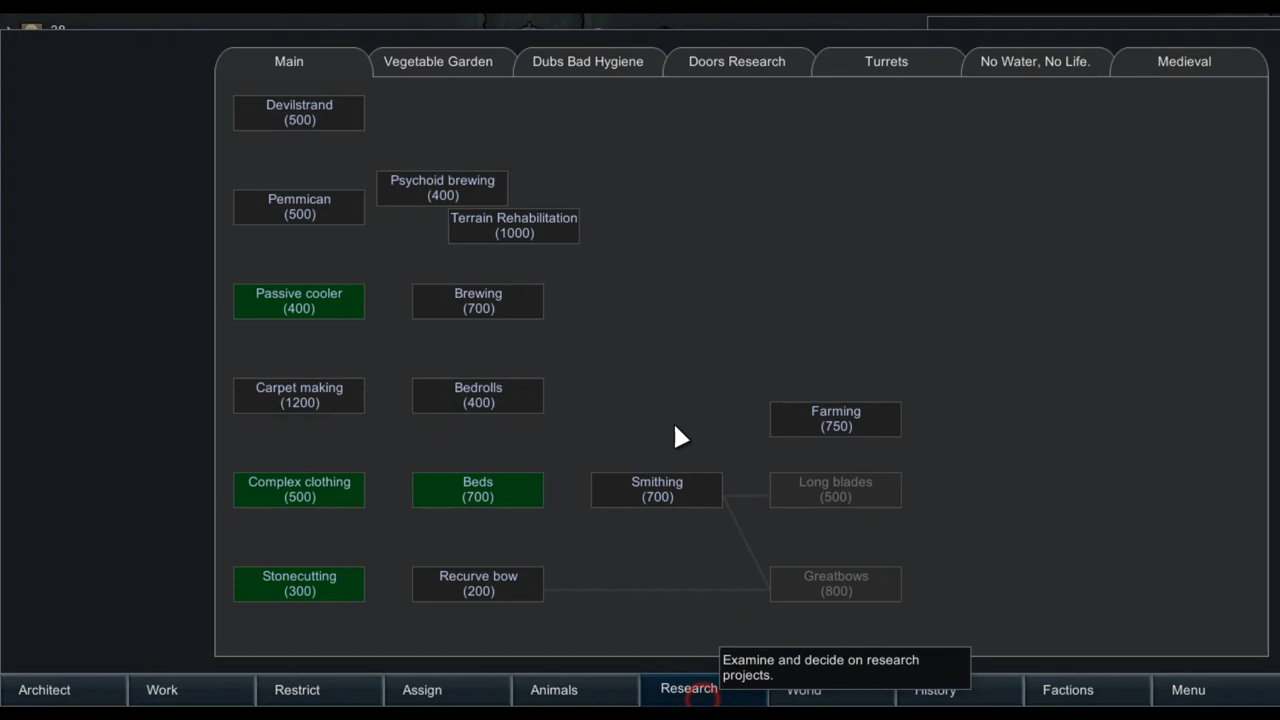 Main
Vegetable Garden
Dubs Bad Hygiene
Doors Research
Turrets
No Water, No Life.
Medieval
Devilstrand
(500)
Psychoid brewing
(400)
Pemmican
(500)
Terrain Rehabilitation
(1000)
Passive cooler
(400)
Brewing
(700)
Carpet making
(1200)
Bedrolls
(400)
Farming
(750)
Complex clothing
(500)
Beds
(700)
Smithing
(700)
Long blades
(500)
Stonecutting
(300)
Recurve bow
(200)
Greatbows
(800)
Examine and decide on research
projects.
Architect
Work
Restrict
Assign
Animals
Research
World
History
Factions
Menu